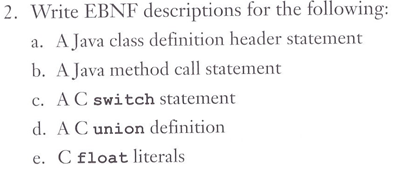 2. Write EBNF descriptions for the following:
a. A Java class definition header statement
b. A Java method call statement
c. A C switch statement
d. A C union definition
e. C float literals